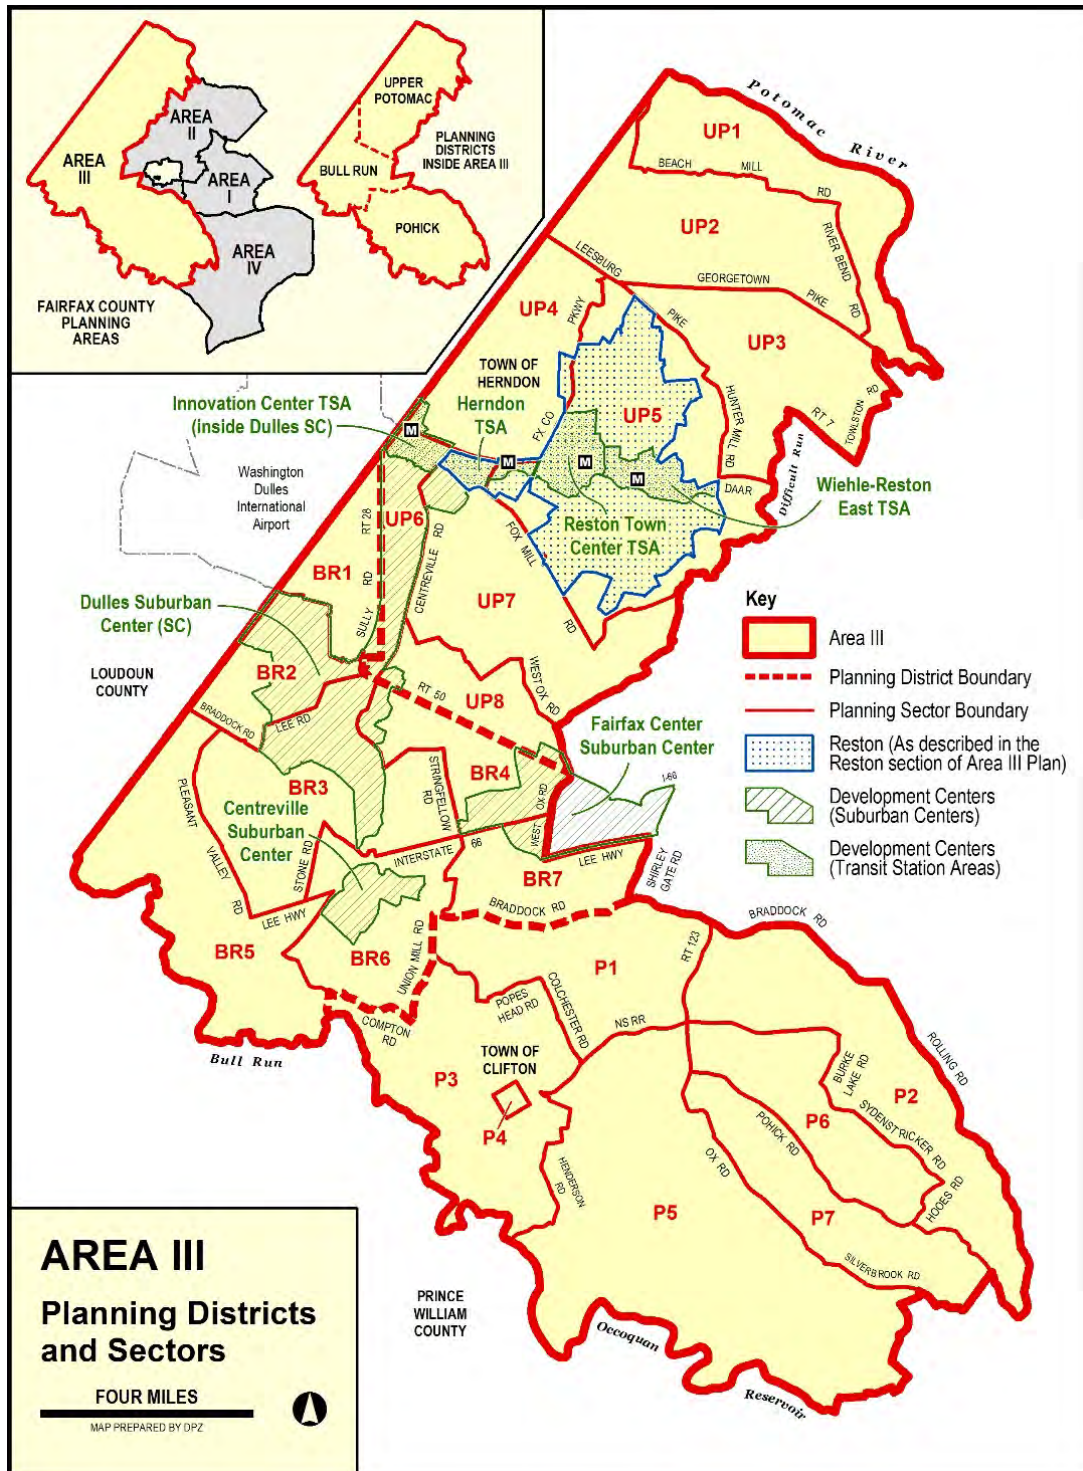 AREA
II
AREA
III
AREA
I
AREA
IV
FAIRFAX COUNTY
PLANNING
AREAS
UPPER
POTOMAC
PLANNING
DISTRICTS
INSIDE AREA III
BULL RUN
POHICK
Potomac River
UP1
BEACH MILL RD
UP2
RIVER BEND RD
LEESBURG PIKE
GEORGETOWN PIKE
UP4
PKWY
FX CO
UP3
TOWN OF
HERNDON
Innovation Center TSA
(inside Dulles SC)
Herndon
TSA
UP5
HUNTER MILL RD
TOWLSTON RD
RT 7
M
M
M
M
DAAR
Difficult Run
Washington
Dulles
International
Airport
Wiehle-Reston
East TSA
Reston Town
Center TSA
UP6
RT 28
SULLY RD
CENTREVILLE RD
FOX MILL RD
BR1
UP7
Dulles Suburban
Center (SC)
LOUDOUN
COUNTY
BR2
RT 50
WEST OX RD
UP8
BRADDOCK RD
LEE RD
Fairfax Center
Suburban Center
BR3
STRINGFELLOW
RD
BR4
WEST OX RD
I-66
PLEASANT VALLEY RD
Centreville
Suburban
Center
STONE RD
INTERSTATE 66
LEE HWY
BR7
SHIRLEY
GATE RD
LEE HWY
BRADDOCK RD
BR5
BR6
UNION MILL RD
BRADDOCK RD
RT 123
P1
COMPTON
RD
POPES
HEAD RD
COLCHESTER RD
NS RR
Bull Run
TOWN OF
CLIFTON
P3
P4
BURKE
LAKE RD
P2
ROLLING RD
SYDENSTRICKER RD
P6
POHICK RD
HOOES RD
OX RD
HENDERSON
RD
P5
P7
SILVERBROOK RD
PRINCE
WILLIAM
COUNTY
Occoquan
Reservoir
Key
Area III
Planning District Boundary
Planning Sector Boundary
Reston (As described in the
Reston section of Area III Plan)
Development Centers
(Suburban Centers)
Development Centers
(Transit Station Areas)
AREA III
Planning Districts
and Sectors
FOUR MILES
MAP PREPARED BY DPZ